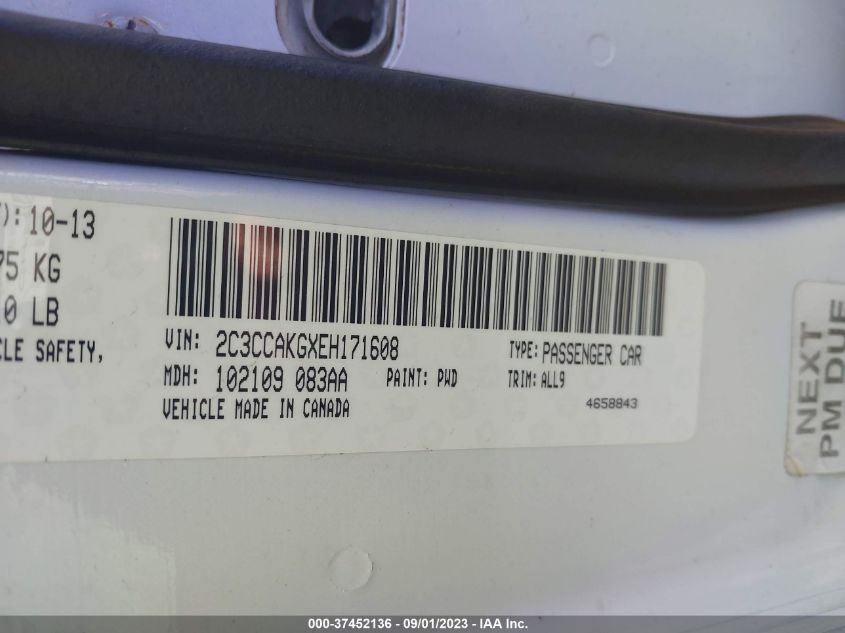 ): 10-13
75 KG
0 LB
CLE SAFETY,
VIN: 2C3CCAKGXEH171608
TYPE: PASSENGER CAR
MDH: 102109 083AA
PAINT: PWD
TRIM: ALL9
VEHICLE MADE IN CANADA
4658843
NEXT
PM DUE
000-37452136 - 09/01/2023 - IAA Inc.